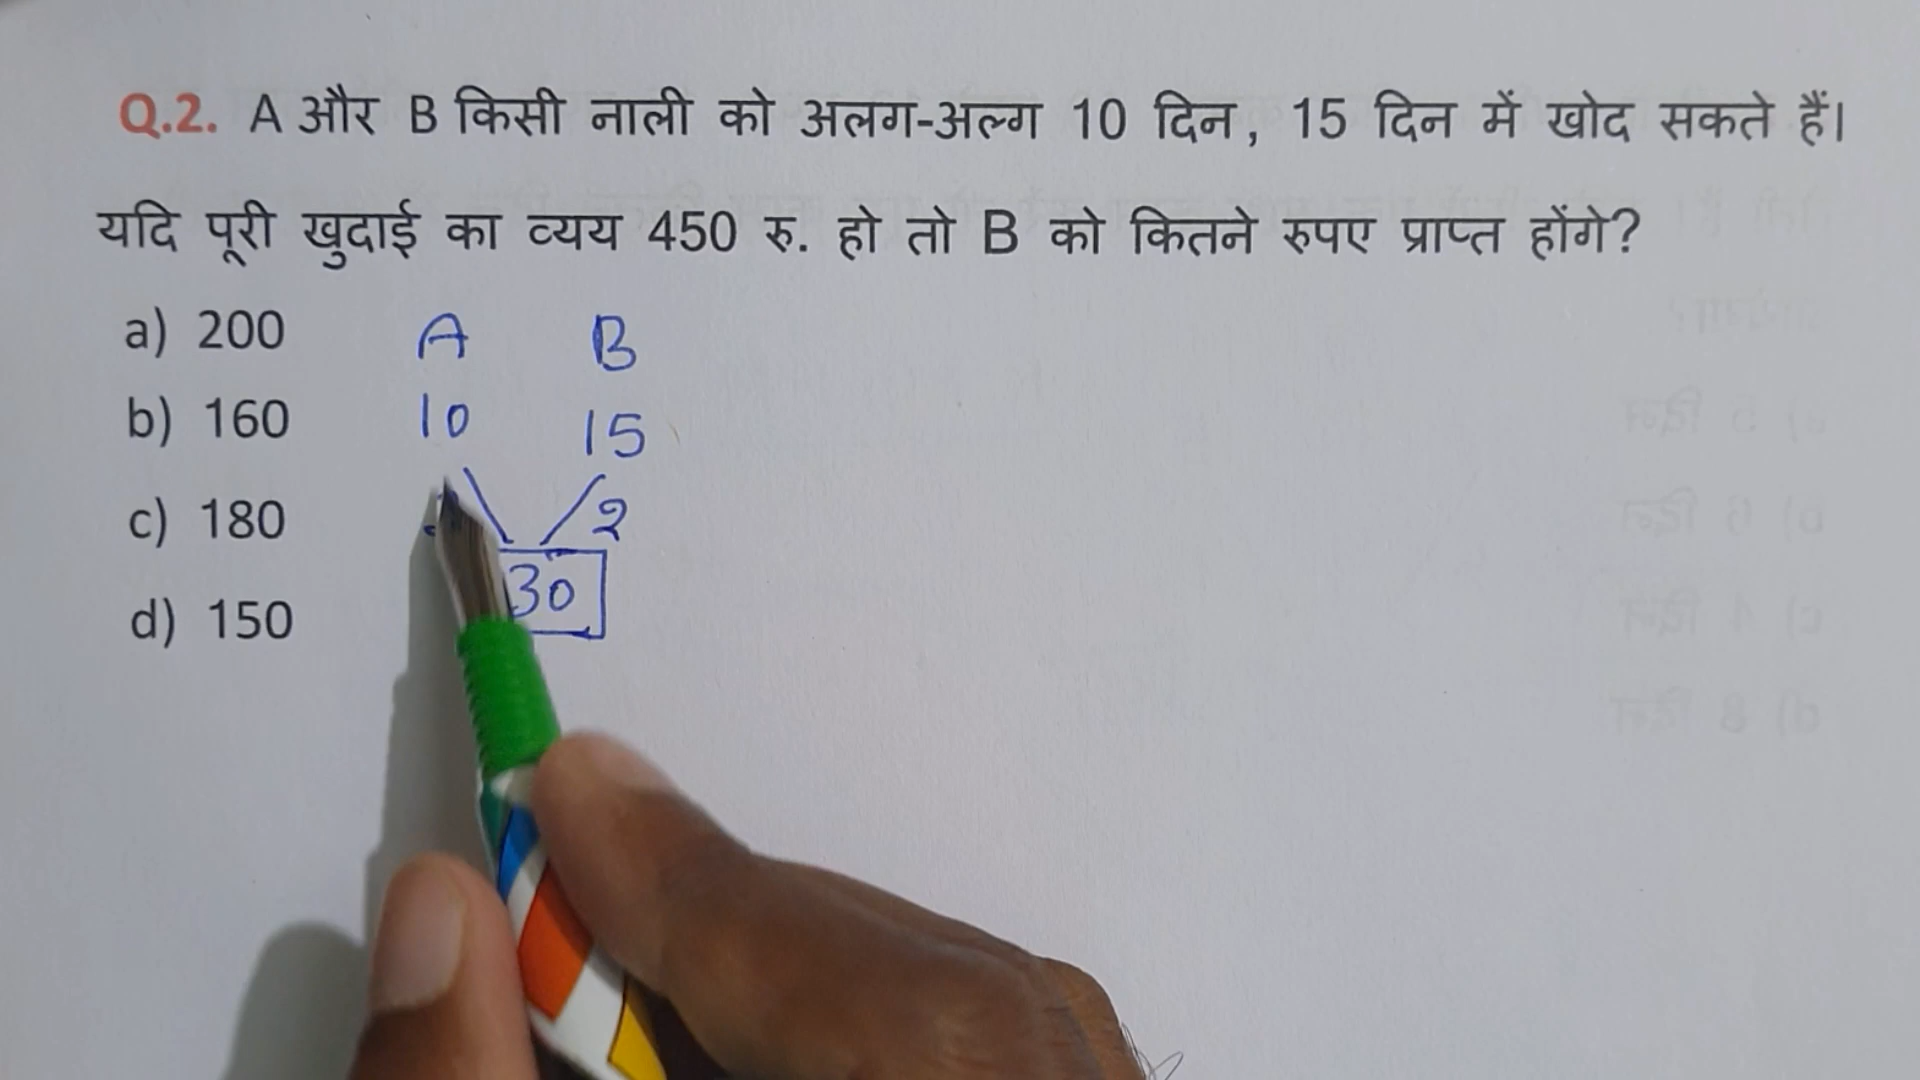 Q.2. A और B किसी नाली को अलग-अल्ग 10 दिन, 15 दिन में खोद सकते हैं।
यदि पूरी खुदाई का व्यय 450 रु. हो तो B को कितने रुपए प्राप्त होंगे?
a) 200
b) 160
c) 180
d) 150
A B
10 15
2
30